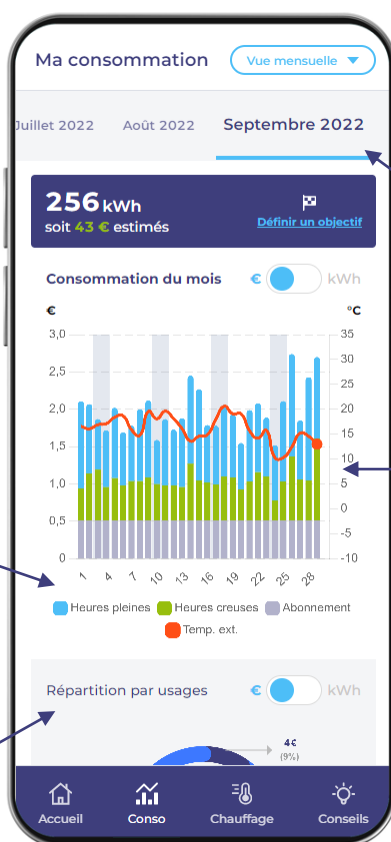 Ma consommation
Vue mensuelle
Juillet 2022 Août 2022 Septembre 2022
256 kWh
soit 43 € estimés
Définir un objectif
Consommation du mois € kWh
€ °C
3,0 35
30
2,5 25
2,0 20
15
1,5 10
1,0 5
0
0,5 -5
0 -10
1 4 7 10 13 16 19 22 25 28
Heures pleines Heures creuses Abonnement
Temp. ext.
Répartition par usages € kWh
4€
(9%)
Accueil Conso Chauffage Conseils